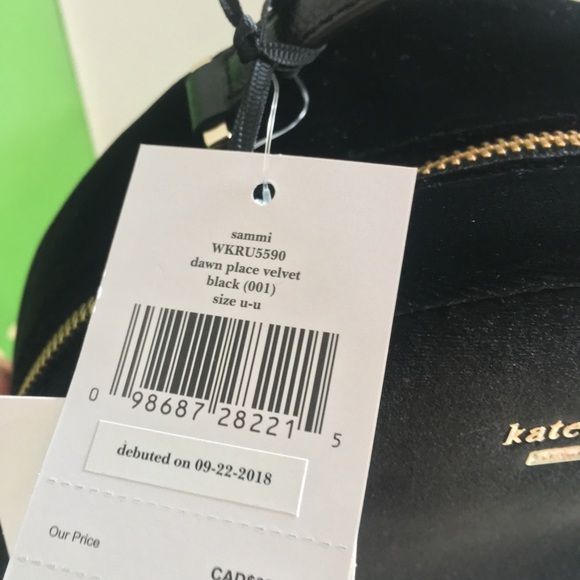 sammi
WKRU5590
dawn place velvet
black (001)
size u-u
0 98687 28221 5
debuted on 09-22-2018
Our Price
CAD$
kate